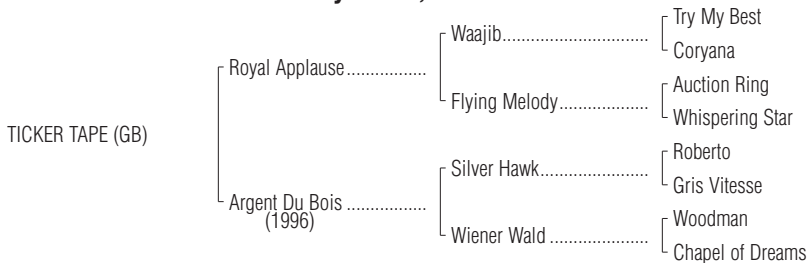 Try My Best
Waajib
Coryana
Royal Applause
Auction Ring
Flying Melody
Whispering Star
TICKER TAPE (GB)
Roberto
Silver Hawk
Gris Vitesse
Argent Du Bois
(1996)
Woodman
Wiener Wald
Chapel of Dreams